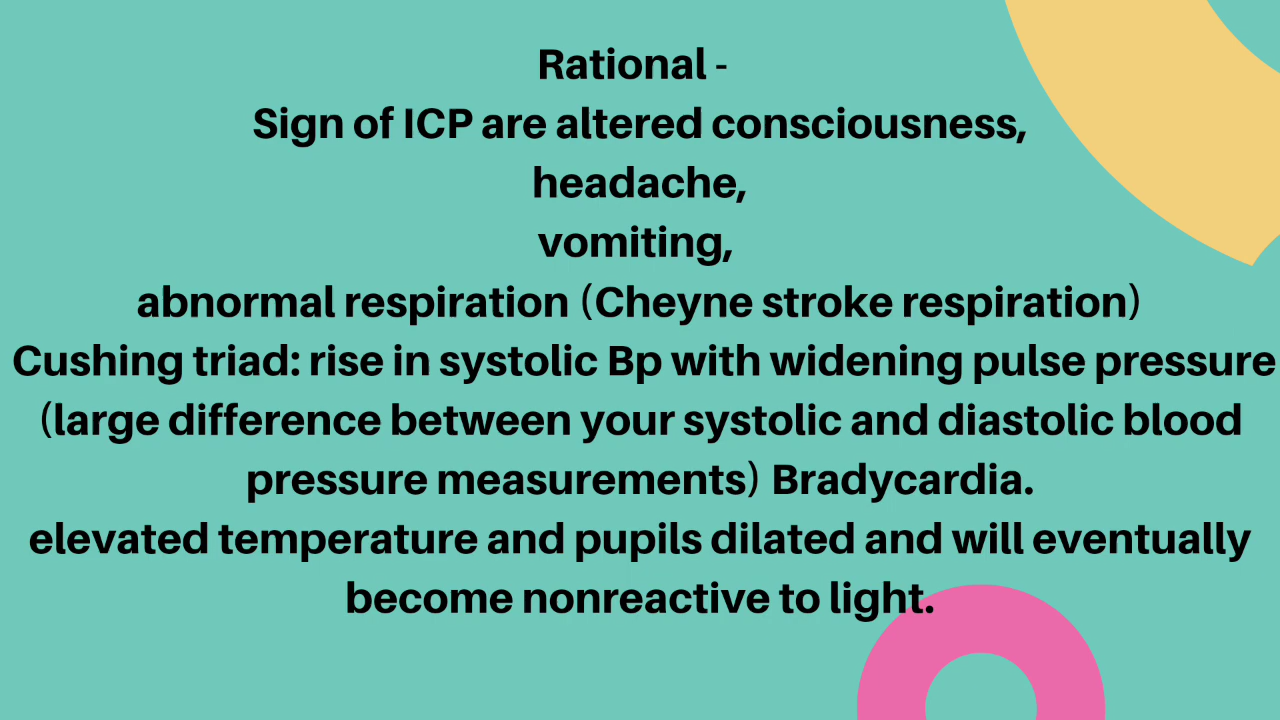 Rational -
Sign of ICP are altered consciousness,
headache,
vomiting,
abnormal respiration (Cheyne stroke respiration)
Cushing triad: rise in systolic Bp with widening pulse pressure
(large difference between your systolic and diastolic blood
pressure measurements) Bradycardia.
elevated temperature and pupils dilated and will eventually
become nonreactive to light.